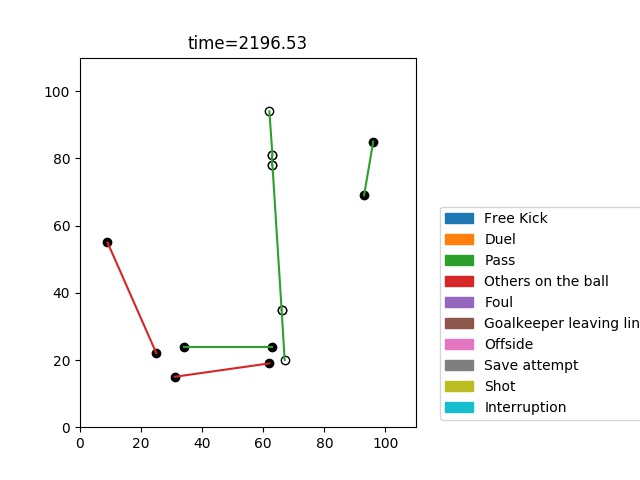 time=2196.53
100
80
60
40
20
0
0 20 40 60 80 100
Free Kick
Duel
Pass
Others on the ball
Foul
Goalkeeper leaving lin
Offside
Save attempt
Shot
Interruption